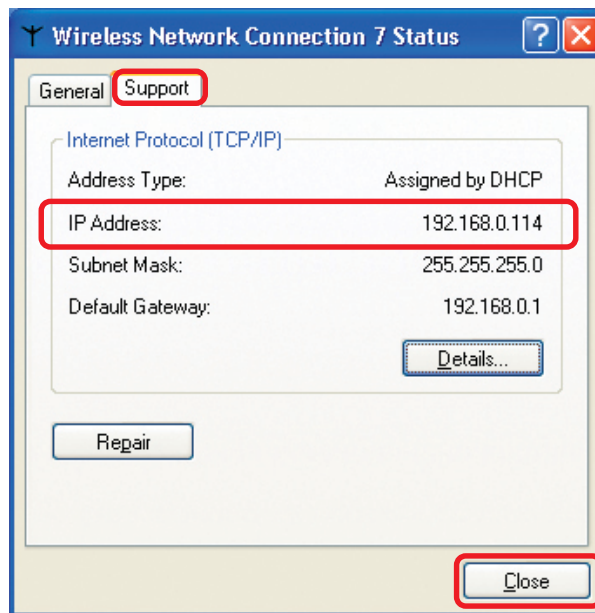 Wireless Network Connection 7 Status
General Support
Internet Protocol (TCP/IP)
Address Type: Assigned by DHCP
IP Address: 192.168.0.114
Subnet Mask: 255.255.255.0
Default Gateway: 192.168.0.1
Details...
Repair
Close